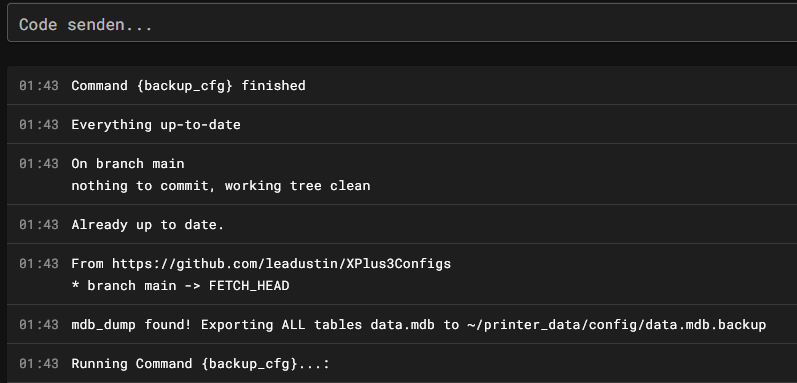 Code senden...
01:43 Command {backup_cfg} finished
01:43 Everything up-to-date
01:43 On branch main
nothing to commit, working tree clean
01:43 Already up to date.
01:43 From https://github.com/leadustin/XPlus3Configs
* branch main -> FETCH_HEAD
01:43 mdb_dump found! Exporting ALL tables data.mdb to ~/printer_data/config/data.mdb.backup
01:43 Running Command {backup_cfg}...: